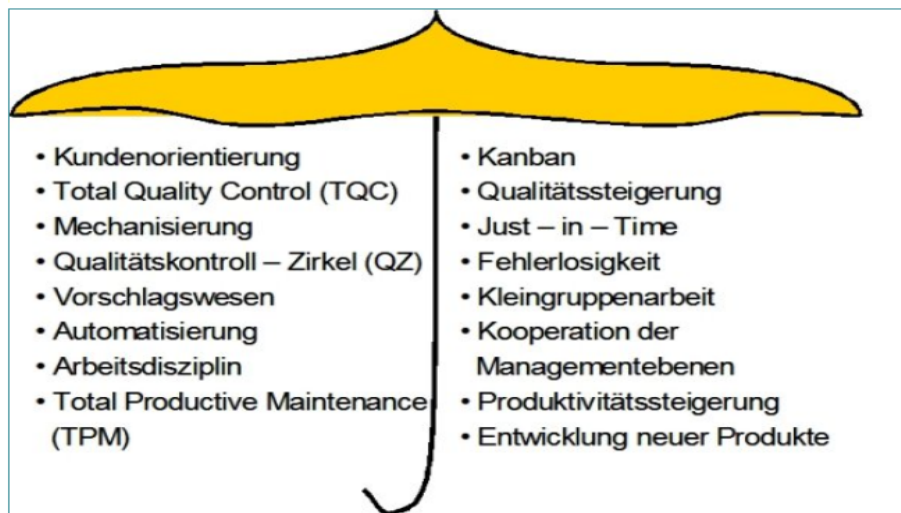 • Kundenorientierung
• Total Quality Control (TQC)
• Mechanisierung
• Qualitätskontroll – Zirkel (QZ)
• Vorschlagswesen
• Automatisierung
• Arbeitsdisziplin
• Total Productive Maintenance
(TPM)
• Kanban
• Qualitätssteigerung
• Just – in – Time
• Fehlerlosigkeit
• Kleingruppenarbeit
• Kooperation der
Managementebenen
• Produktivitätssteigerung
• Entwicklung neuer Produkte